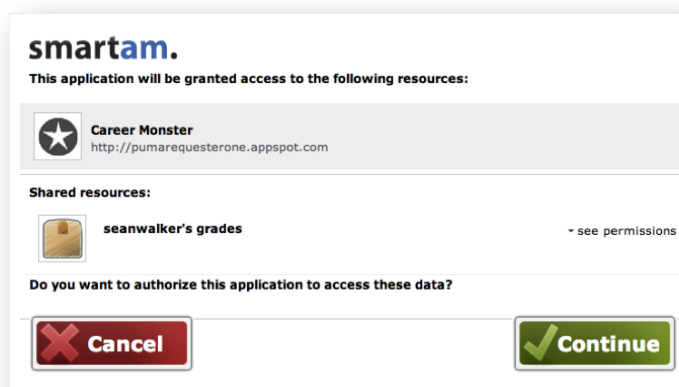 smartam.
This application will be granted access to the following resources:
Career Monster
http://pumarequesterone.appspot.com
Shared resources:
seanwalker's grades
see permissions
Do you want to authorize this application to access these data?
Cancel
Continue